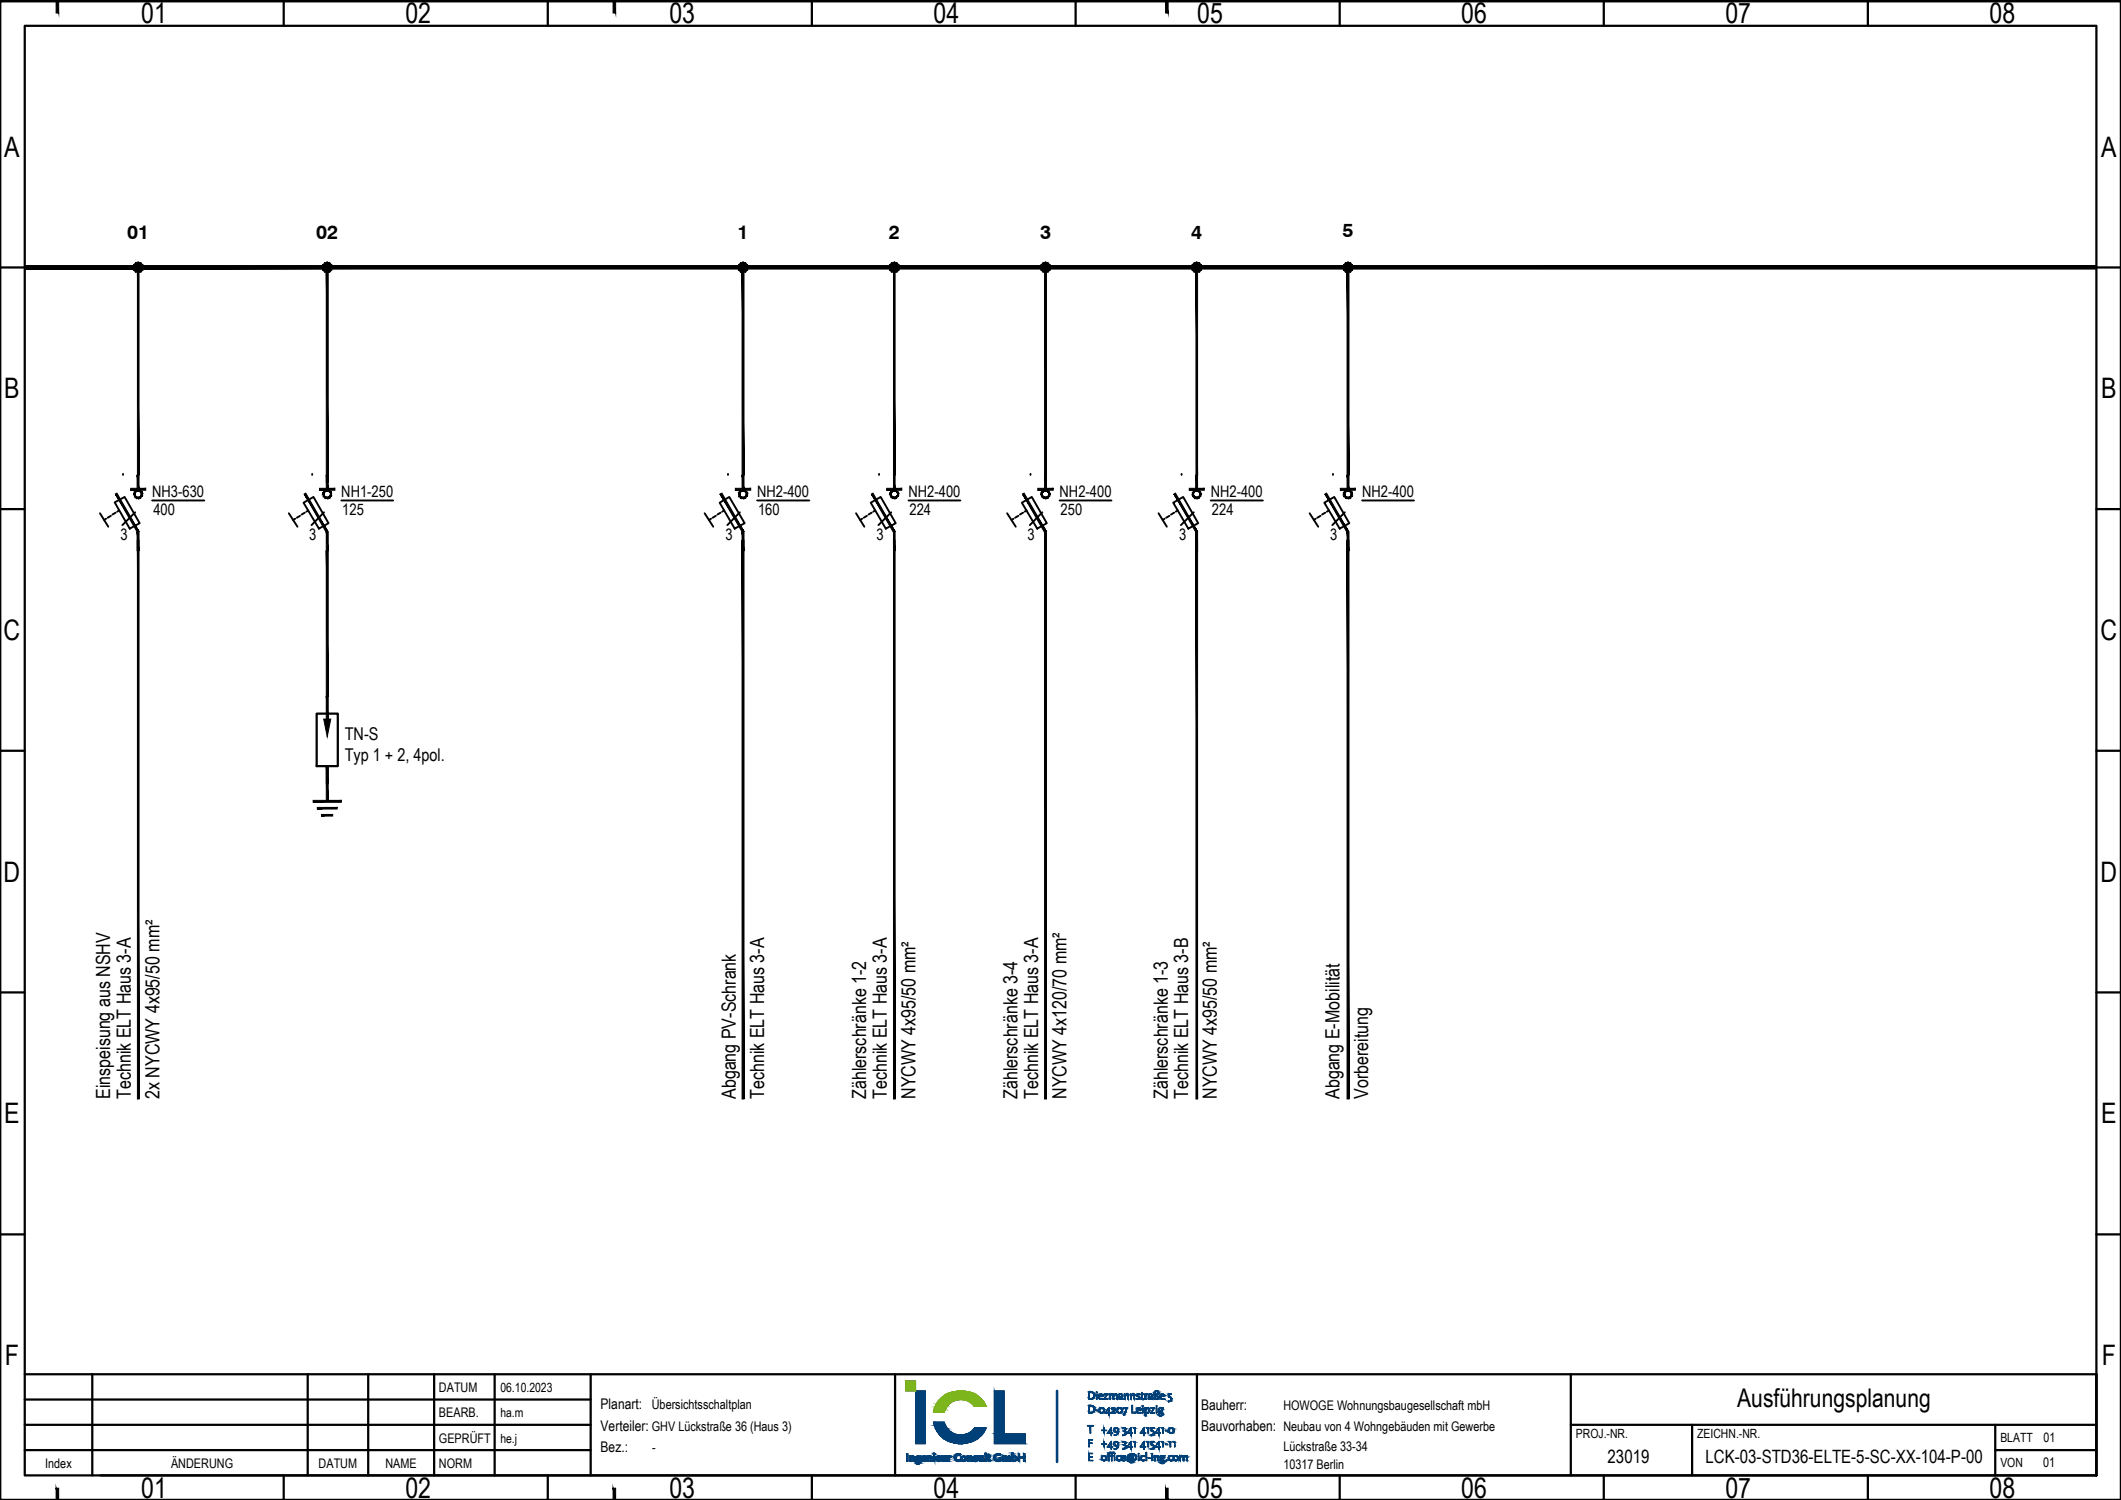 01 02 03 04 05 06 07 08
A A
01 02 1 2 3 4 5
B B
NH3-630
400
3
NH1-250
125
3
NH2-400
160
3
NH2-400
224
3
NH2-400
250
3
NH2-400
224
3
NH2-400
3
C C
TN-S
Typ 1 + 2, 4pol.
D D
Einspeisung aus NSHV
Technik ELT Haus 3-A
2x NYCWY 4x95/50 mm²
Abgang PV-Schrank
Technik ELT Haus 3-A
Zählerschränke 1-2
Technik ELT Haus 3-A
NYCWY 4x95/50 mm²
Zählerschränke 3-4
Technik ELT Haus 3-A
NYCWY 4x120/70 mm²
Zählerschränke 1-3
Technik ELT Haus 3-B
NYCWY 4x95/50 mm²
Abgang E-Mobilität
Vorbereitung
E E
F F
DATUM 06.10.2023
BEARB. ha.m
GEPRÜFT he.j
Index ÄNDERUNG DATUM NAME NORM
Planart: Übersichtsschaltplan
Verteiler: GHV Lückstraße 36 (Haus 3)
Bez.: -
ICL
Ingenieur Consult GmbH
Diezmannstraße 5
D-04207 Leipzig
T +49 341 41541-0
F +49 341 41541-11
E office@icl-ing.com
Bauherr: HOWOGE Wohnungsbaugesellschaft mbH
Bauvorhaben: Neubau von 4 Wohngebäuden mit Gewerbe
Lückstraße 33-34
10317 Berlin
Ausführungsplanung
PROJ.-NR.
23019
ZEICHN.-NR.
LCK-03-STD36-ELTE-5-SC-XX-104-P-00
BLATT 01
VON 01
01 02 03 04 05 06 07 08